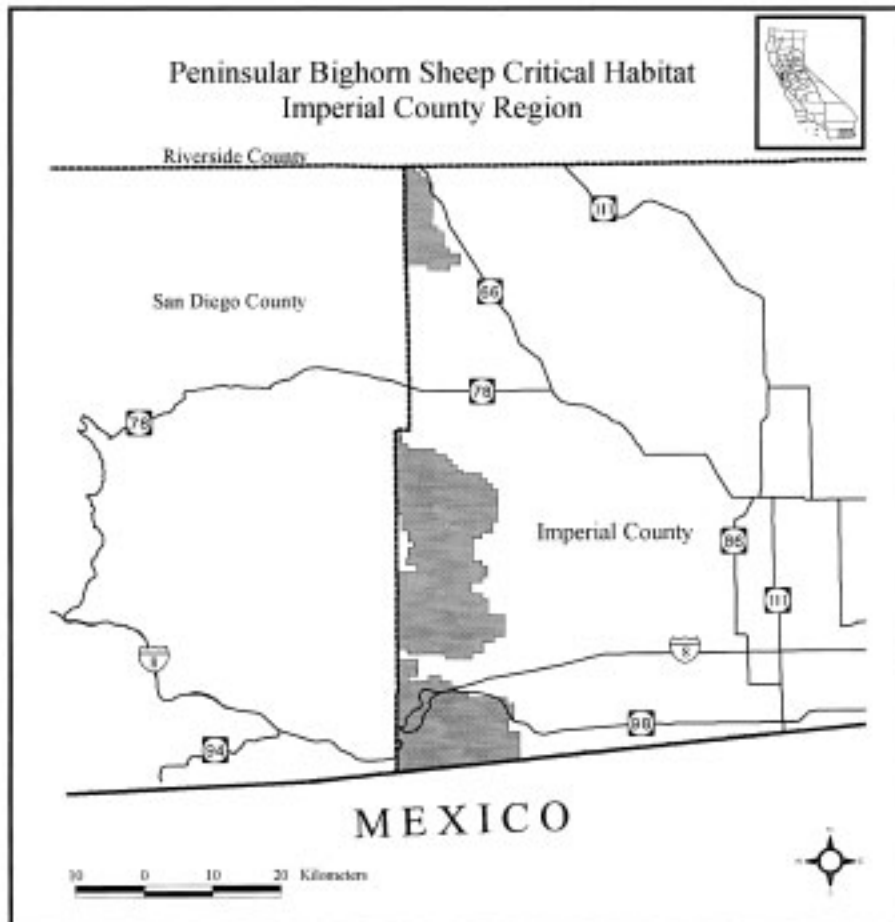 Peninsular Bighorn Sheep Critical Habitat
Imperial County Region
Riverside County
111
San Diego County
66
78
78
Imperial County
86
111
8
8
98
94
MEXICO
10 0 10 20 Kilometers